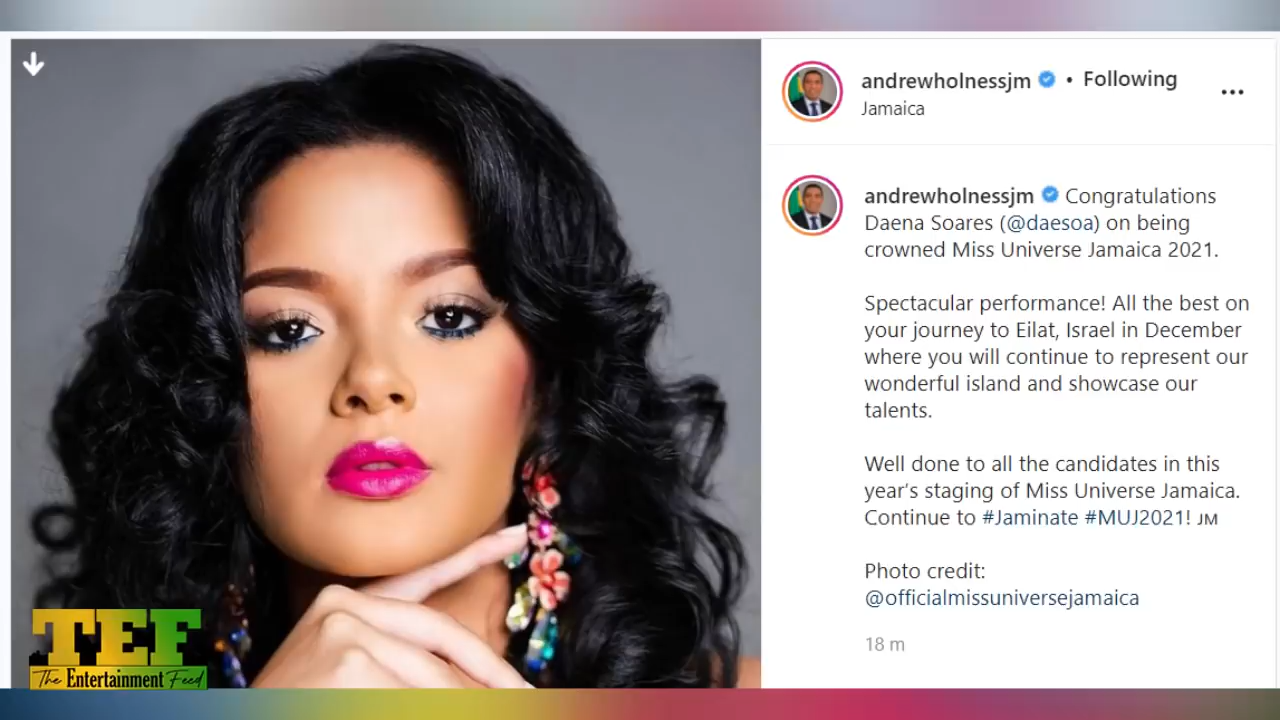 andrewholnessjm • Following
Jamaica
andrewholnessjm Congratulations
Daena Soares (@daesoa) on being
crowned Miss Universe Jamaica 2021.
Spectacular performance! All the best on
your journey to Eilat, Israel in December
where you will continue to represent our
wonderful island and showcase our
talents.
Well done to all the candidates in this
year's staging of Miss Universe Jamaica.
Continue to #Jaminate #MUJ2021! JM
Photo credit:
@officialmissuniversejamaica
18 m
TEF
The Entertainment Feed